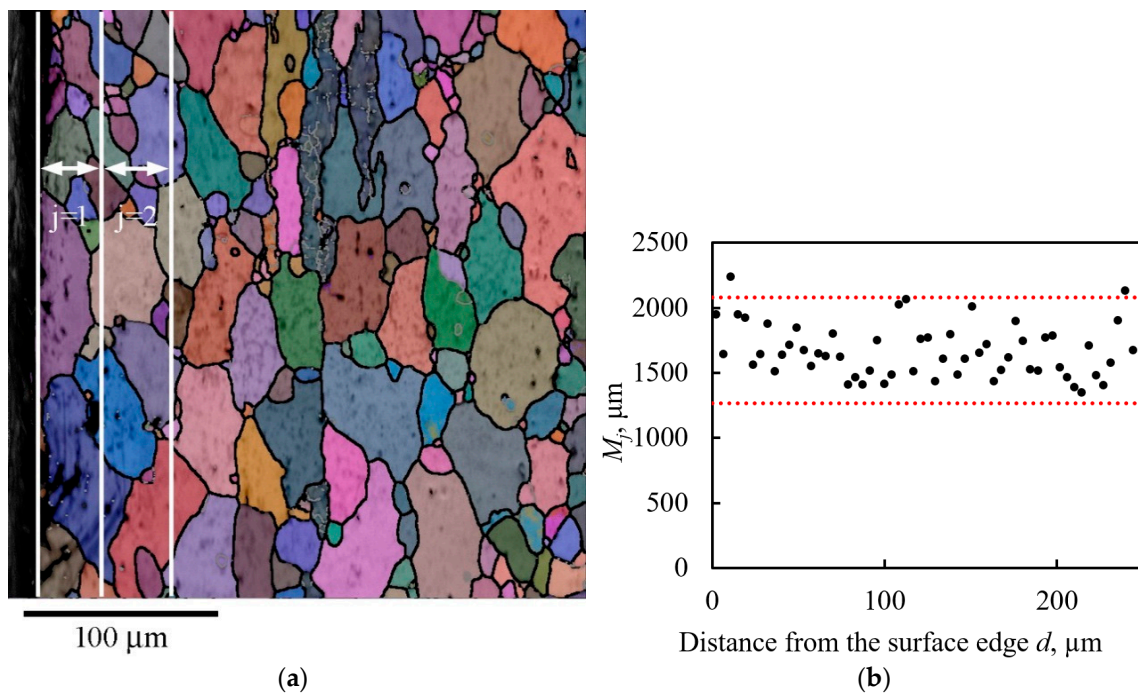 j=1
j=2
100 µm
(a)
2500
2000
1500
1000
500
0
0
100
200
Mj, µm
Distance from the surface edge d, µm
(b)